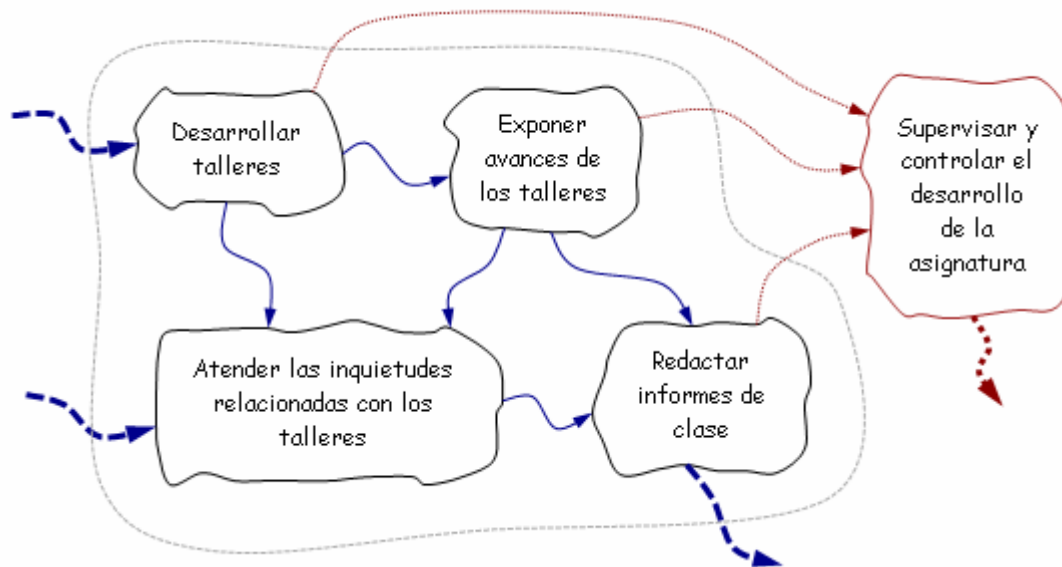 Desarrollar
talleres
Exponer
avances de
los talleres
Supervisar y
controlar el
desarrollo
de la
asignatura
Atender las inquietudes
relacionadas con los
talleres
Redactar
informes de
clase